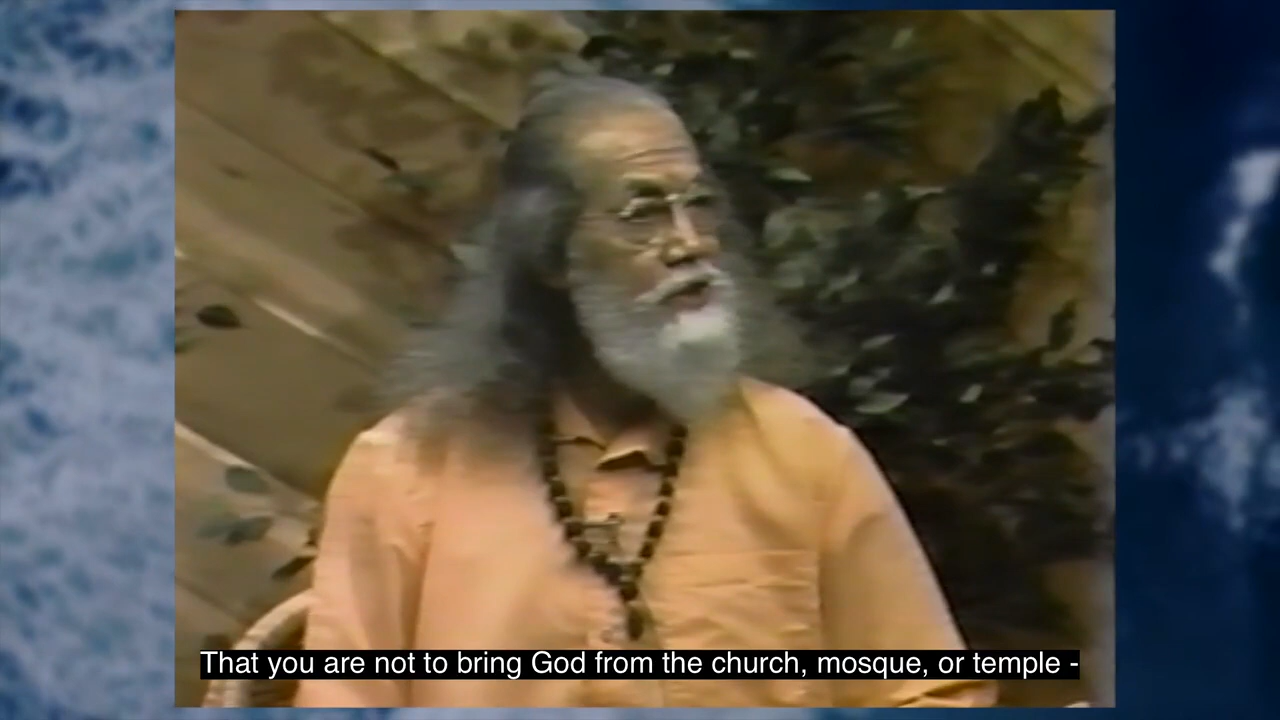 That you are not to bring God from the church, mosque, or temple -